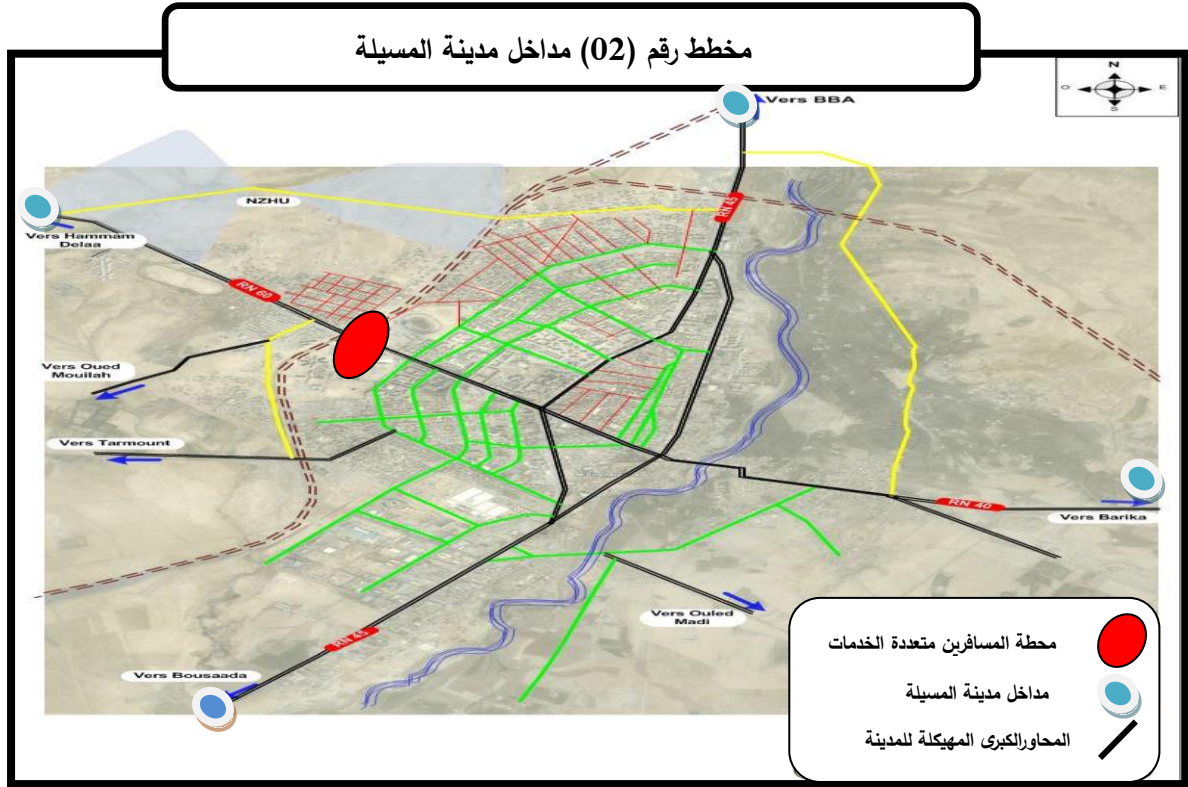 مخطط رقم (02) مداخل مدينة المسيلة
N
O
E
S
Vers BBA
NZHU
RN 45
Vers Hammam
Delaa
RN 60
Vers Oued
Mouilah
Vers Tarmount
RN 40
Vers Barika
Vers Ouled
Madi
RN 45
Vers Bousaada
محطة المسافرين متعددة الخدمات
مداخل مدينة المسيلة
المحاورالكبرى المهيكلة للمدينة